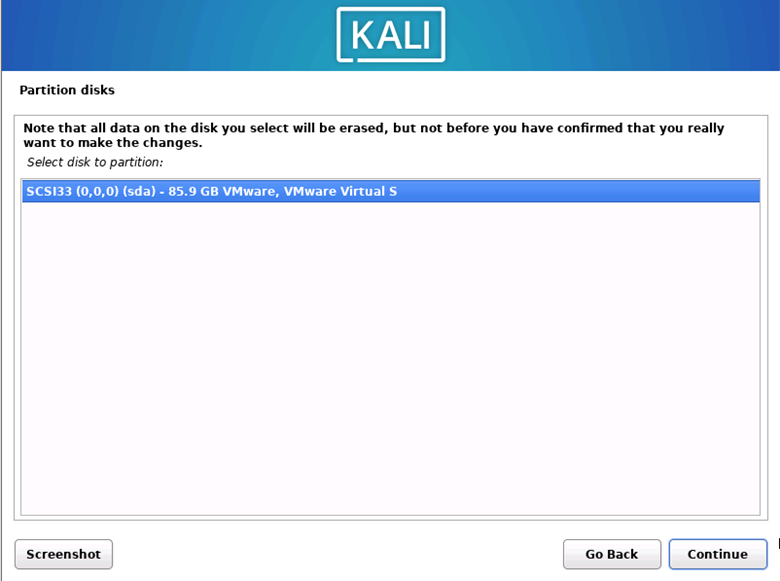 KALI
Partition disks
Note that all data on the disk you select will be erased, but not before you have confirmed that you really
want to make the changes.
Select disk to partition:
SCSI33 (0,0,0) (sda) - 85.9 GB VMware, VMware Virtual S
Screenshot
Go Back
Continue